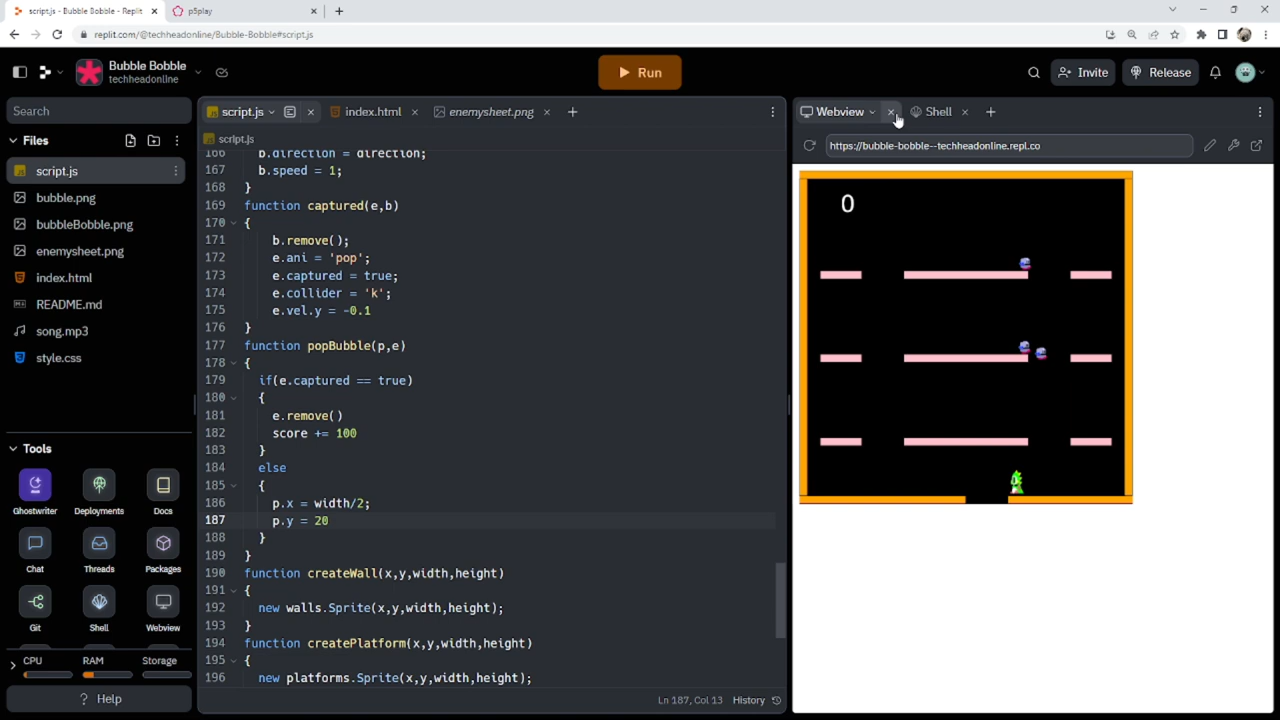 script.js - Bubble Bobble - Replit
p5play
replit.com/@techheadonline/Bubble-Bobble#script.js
Bubble Bobble
techheadonline
Run
Invite
Release
Search
Files
script.js
bubble.png
bubbleBobble.png
enemysheet.png
index.html
README.md
song.mp3
style.css
Tools
Ghostwriter
Deployments
Docs
Chat
Threads
Packages
Git
Shell
Webview
CPU
RAM
Storage
? Help
script.js
index.html
enemysheet.png
script.js
166 b.direction = direction;
167 b.speed = 1;
168 }
169 function captured(e,b)
170 {
171 b.remove();
172 e.ani = 'pop';
173 e.captured = true;
174 e.collider = 'k';
175 e.vel.y = -0.1
176 }
177 function popBubble(p,e)
178 {
179 if(e.captured == true)
180 {
181 e.remove()
182 score += 100
183 }
184 else
185 {
186 p.x = width/2;
187 p.y = 20
188 }
189 }
190 function createWall(x,y,width,height)
191 {
192 new walls.Sprite(x,y,width,height);
193 }
194 function createPlatform(x,y,width,height)
195 {
196 new platforms.Sprite(x,y,width,height);
Ln 187, Col 13
History
Webview
Shell
https://bubble-bobble--techheadonline.repl.co
0